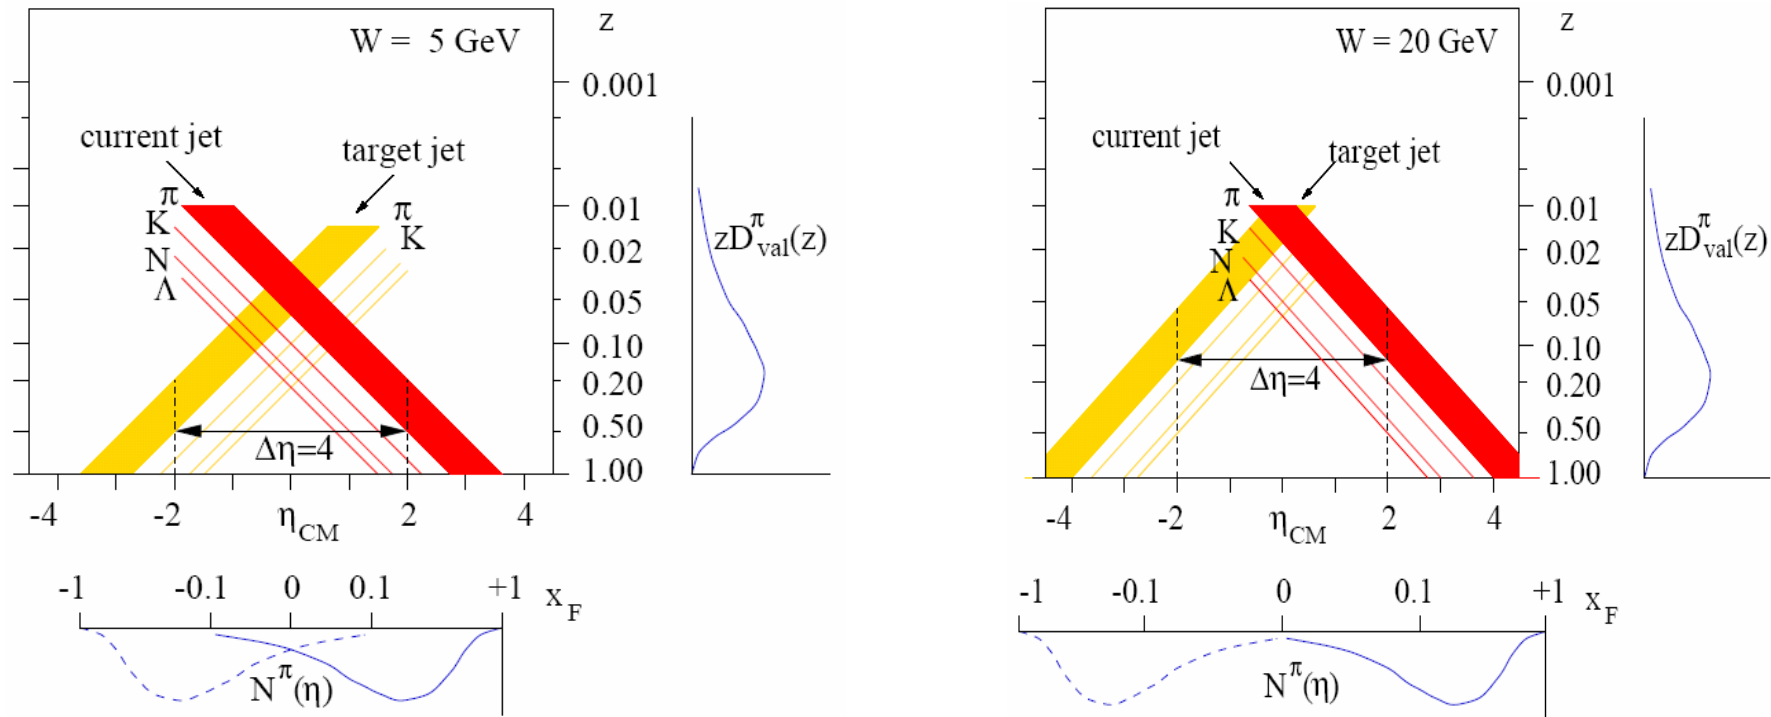 W = 5 GeV
z
0.001
current jet
target jet
π
K
N
Λ
π
K
0.01
0.02
0.05
0.10
0.20
0.50
1.00
zD^π_val(z)
Δη=4
-4 -2 η_CM 2 4
-1 -0.1 0 0.1 +1 x_F
N^π(η)
W = 20 GeV
z
0.001
current jet
target jet
π
K
N
Λ
0.01
0.02
0.05
0.10
0.20
0.50
1.00
zD^π_val(z)
Δη=4
-4 -2 η_CM 2 4
-1 -0.1 0 0.1 +1 x_F
N^π(η)